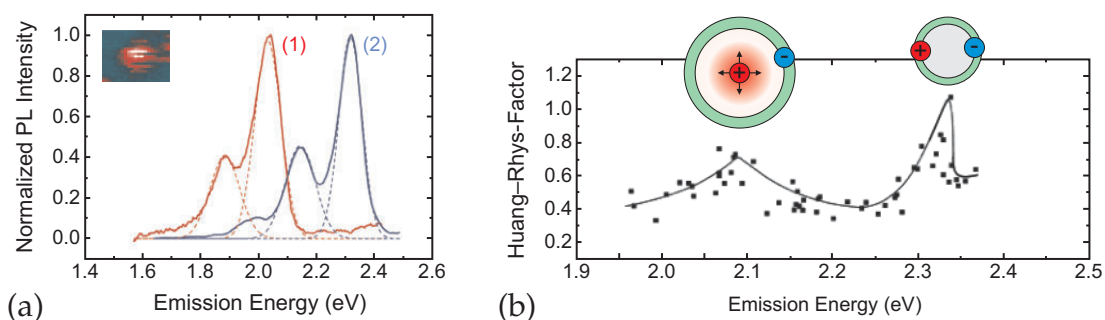 Normalized PL Intensity
1.0
0.8
0.6
0.4
0.2
0.0
(1)
(2)
1.4 1.6 1.8 2.0 2.2 2.4 2.6
Emission Energy (eV)
(a)
Huang–Rhys-Factor
1.2
1.0
0.8
0.6
0.4
0.2
+
-
+
-
1.9 2.0 2.1 2.2 2.3 2.4 2.5
Emission Energy (eV)
(b)